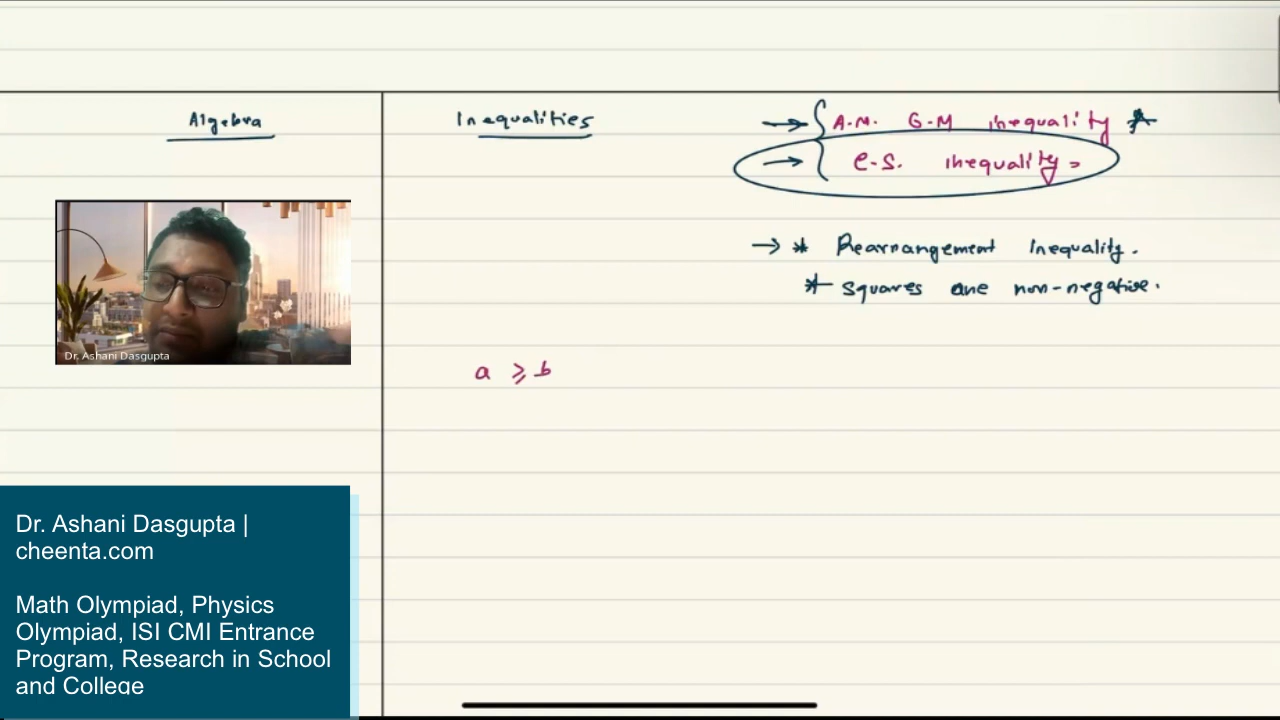 Algebra
Inequalities
→ { A.M. G.M inequality *
→ { C.S. inequality
→ * Rearrangement Inequality.
* squares are non-negative.
a ⩾ b
Dr. Ashani Dasgupta
Dr. Ashani Dasgupta |
cheenta.com
Math Olympiad, Physics
Olympiad, ISI CMI Entrance
Program, Research in School
and College